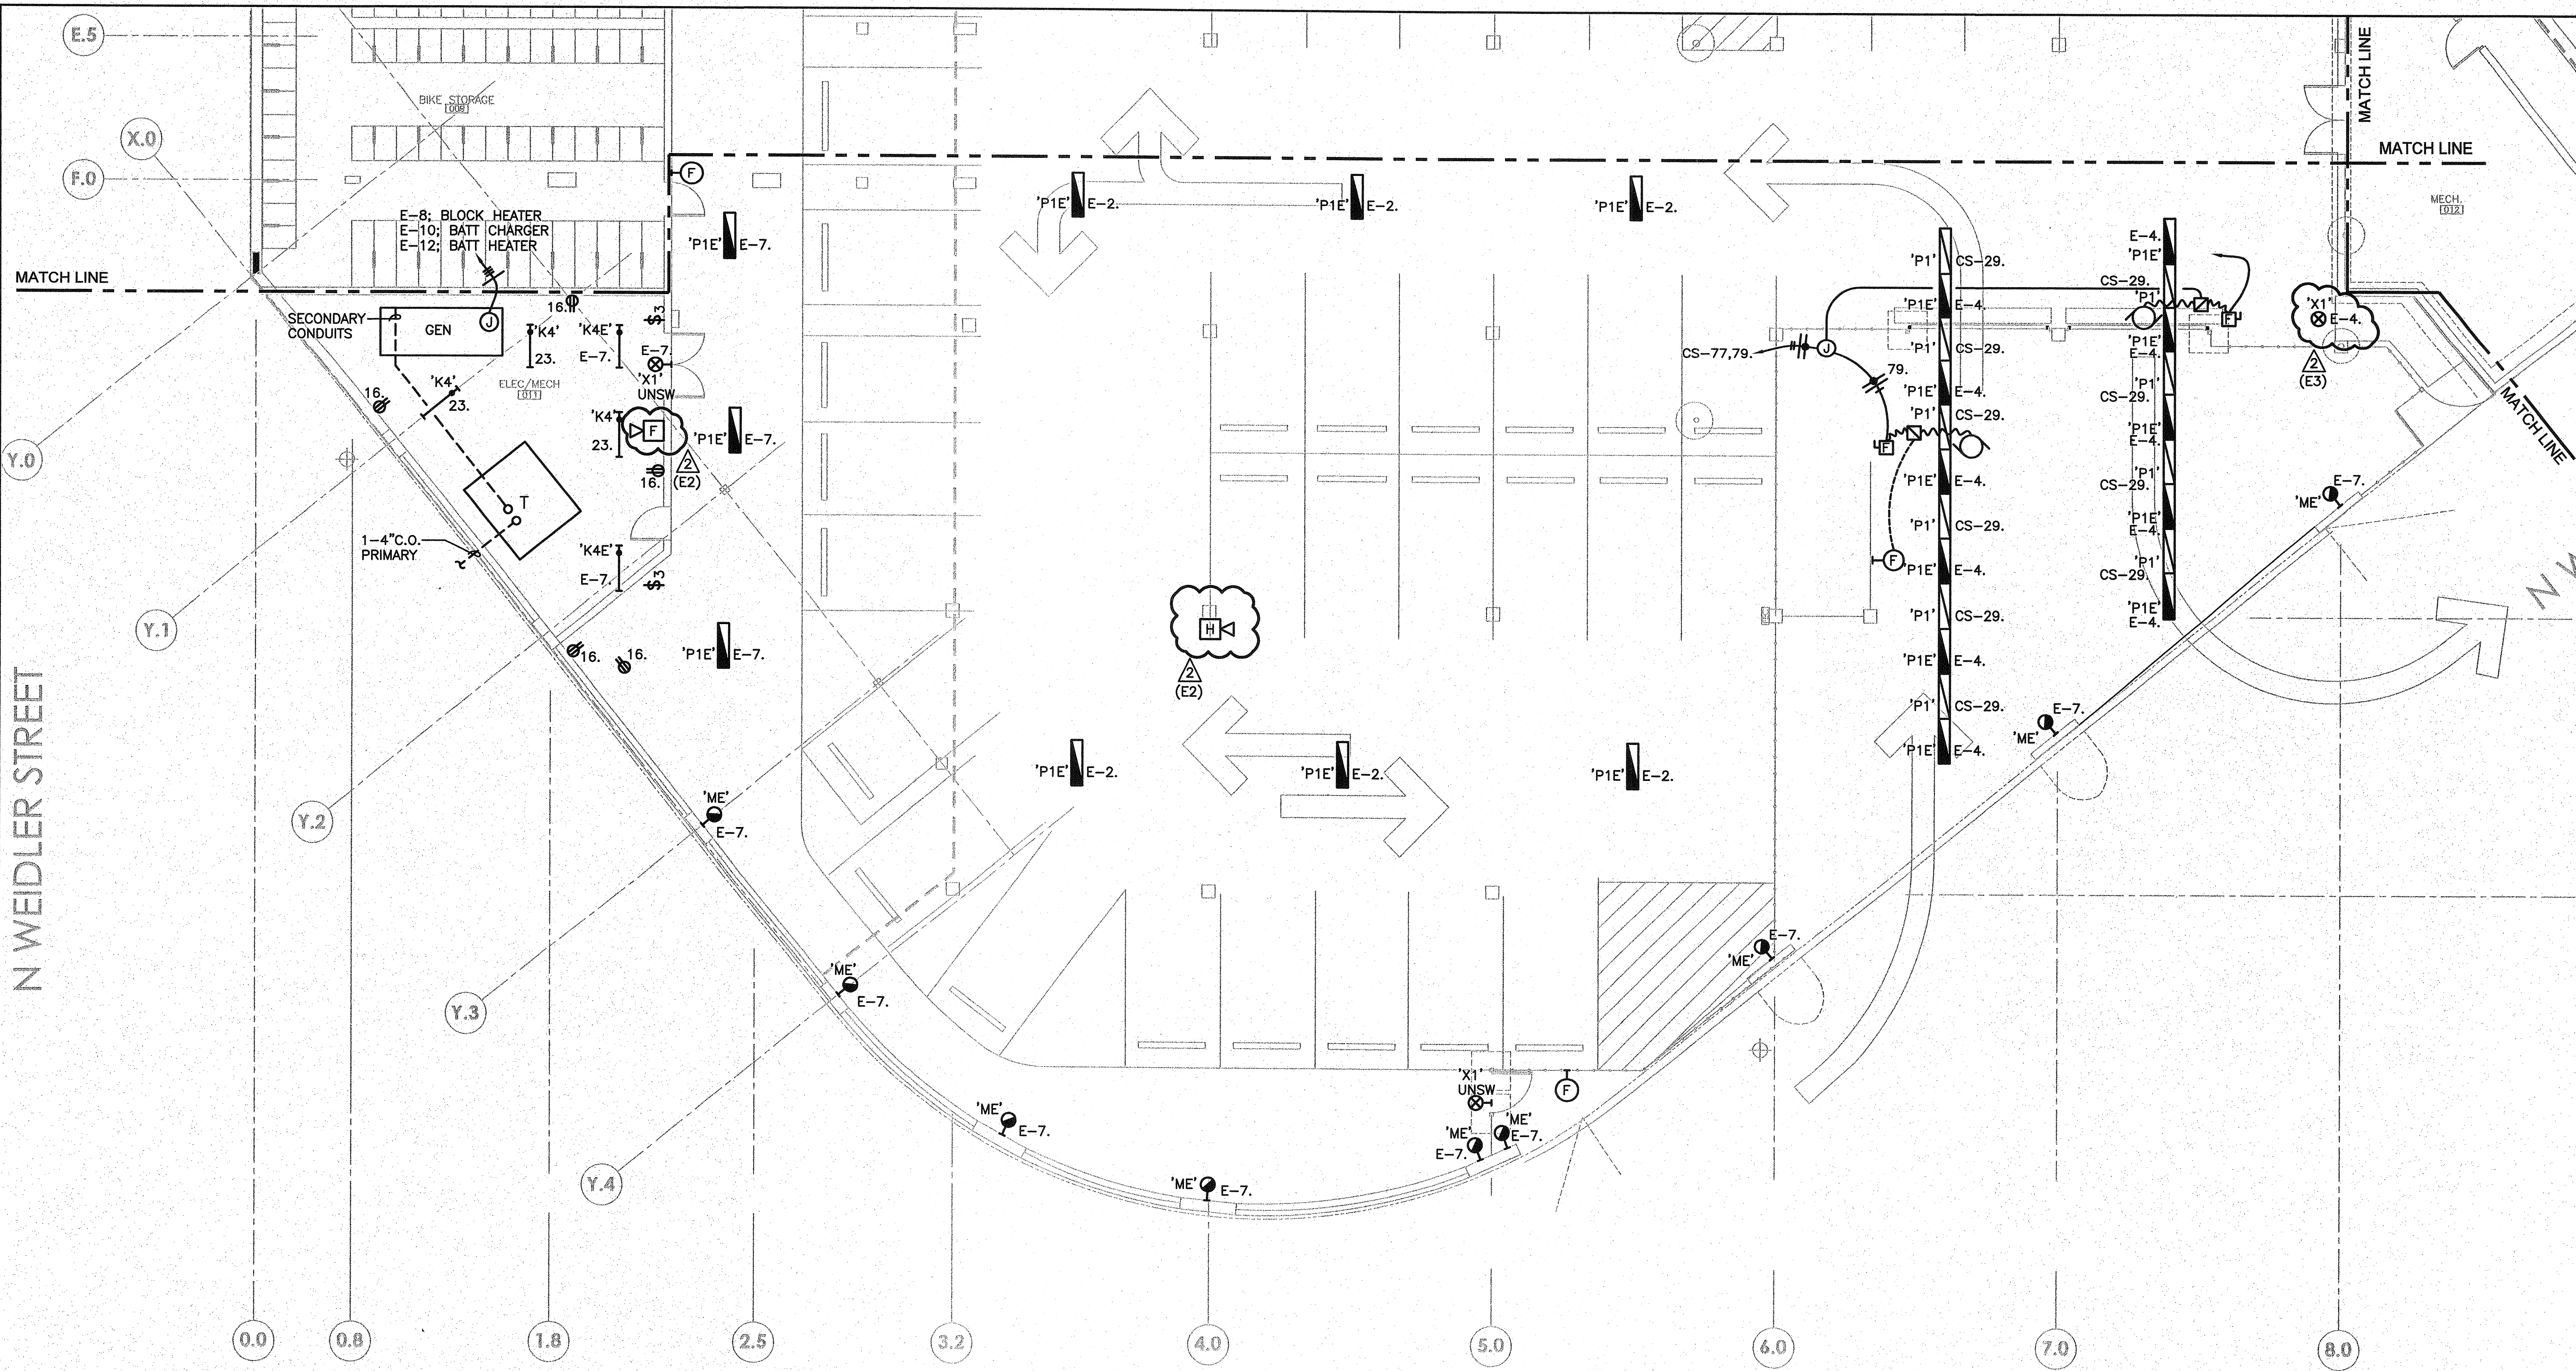 E.5
X.0
F.0
BIKE STORAGE
009
MATCH LINE
MATCH LINE
MECH.
012
E-8; BLOCK HEATER
E-10; BATT CHARGER
E-12; BATT HEATER
MATCH LINE
F
'P1E' E-7.
'P1E' E-2.
'P1E' E-2.
'P1E' E-2.
SECONDARY
CONDUITS
GEN
J
16.
$3
'K4'
23.
'K4E'
E-7.
E-7.
'X1'
UNSW
ELEC/MECH
011
'K4'
23.
16.
'K4'
23.
F
2
(E2)
16.
'P1E' E-7.
Y.0
T
1-4"C.O.
PRIMARY
'K4E'
E-7.
$3
16.
16.
'P1E' E-7.
Y.1
N WEIDLER STREET
H
2
(E2)
'P1' CS-29.
'P1E' E-4.
'P1' CS-29.
'P1E' E-4.
'P1' CS-29.
'P1E' E-4.
'P1' CS-29.
'P1E' E-4.
'P1' CS-29.
'P1E' E-4.
'P1' CS-29.
'P1E' E-4.
CS-77,79.
J
79.
F
F
E-4.
'P1E'
CS-29.
'P1'
'P1E'
E-4.
'P1'
CS-29.
'P1E'
E-4.
'P1'
CS-29.
'P1E'
E-4.
'P1'
CS-29.
'P1E'
E-4.
F
'X1'
E-4.
2
(E3)
MATCH LINE
N W
'ME' E-7.
'ME' E-7.
'ME' E-7.
'P1E' E-2.
'P1E' E-2.
'P1E' E-2.
Y.2
'ME'
E-7.
Y.3
'ME'
E-7.
Y.4
'ME'
E-7.
'ME' E-7.
'X1'
UNSW
F
'ME'
E-7.
'ME'
E-7.
0.0
0.8
1.8
2.5
3.2
4.0
5.0
6.0
7.0
8.0